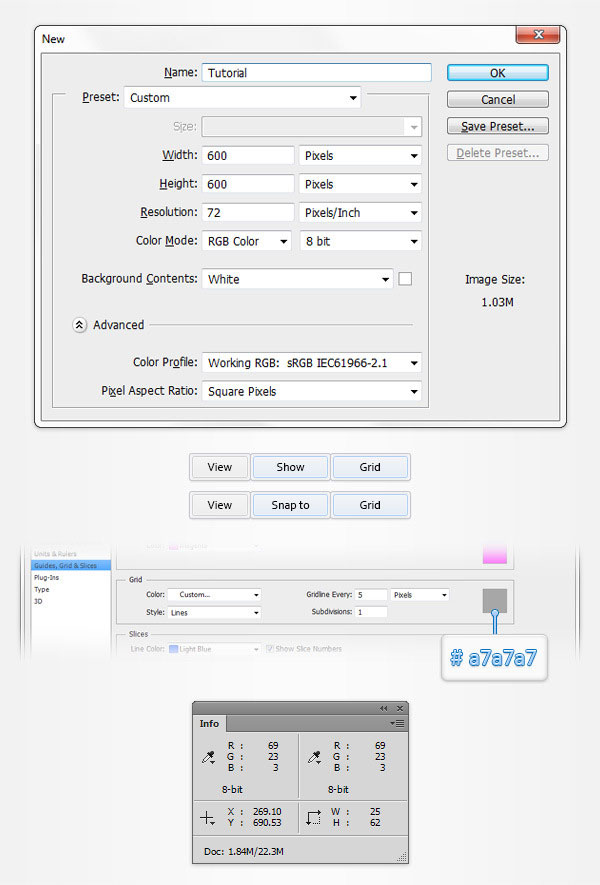 New
Name: Tutorial
OK
Preset: Custom
Cancel
Size:
Save Preset...
Width: 600 Pixels
Delete Preset...
Height: 600 Pixels
Resolution: 72 Pixels/Inch
Color Mode: RGB Color 8 bit
Background Contents: White
Image Size:
1.03M
Advanced
Color Profile: Working RGB: sRGB IEC61966-2.1
Pixel Aspect Ratio: Square Pixels
View Show Grid
View Snap to Grid
Units & Rulers
Guides, Grid & Slices
Plug-Ins
Type
3D
Grid
Color: Custom... Gridline Every: 5 Pixels
Style: Lines Subdivisions: 1
Slices
Line Color: Light Blue Show Slice Numbers
# a7a7a7
Info
R : 69 R : 69
G : 23 G : 23
B : 3 B : 3
8-bit 8-bit
X : 269.10 W : 25
Y : 690.53 H : 62
Doc: 1.84M/22.3M